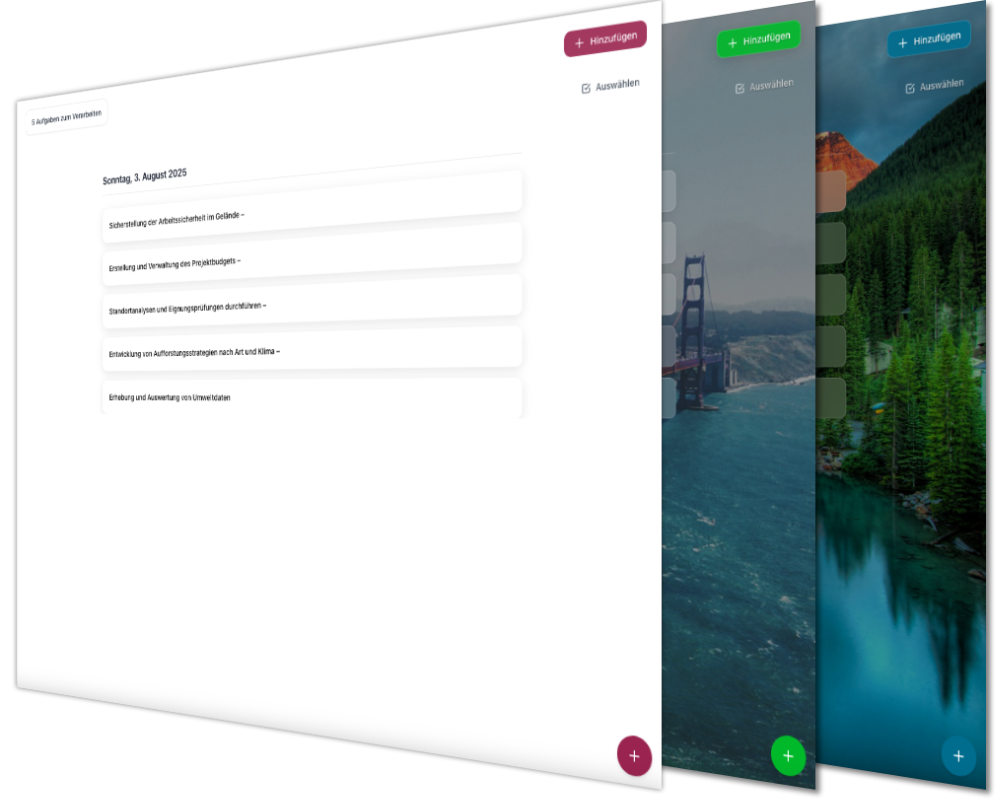 + Hinzufügen
+ Hinzufügen
+ Hinzufügen
Auswählen
Auswählen
Auswählen
5 Aufgaben zum Verarbeiten
Sonntag, 3. August 2025
Sicherstellung der Arbeitssicherheit im Gelände –
Erstellung und Verwaltung des Projektbudgets –
Standortanalysen und Eignungsprüfungen durchführen –
Entwicklung von Aufforstungsstrategien nach Art und Klima –
Erhebung und Auswertung von Umweltdaten
+
+
+